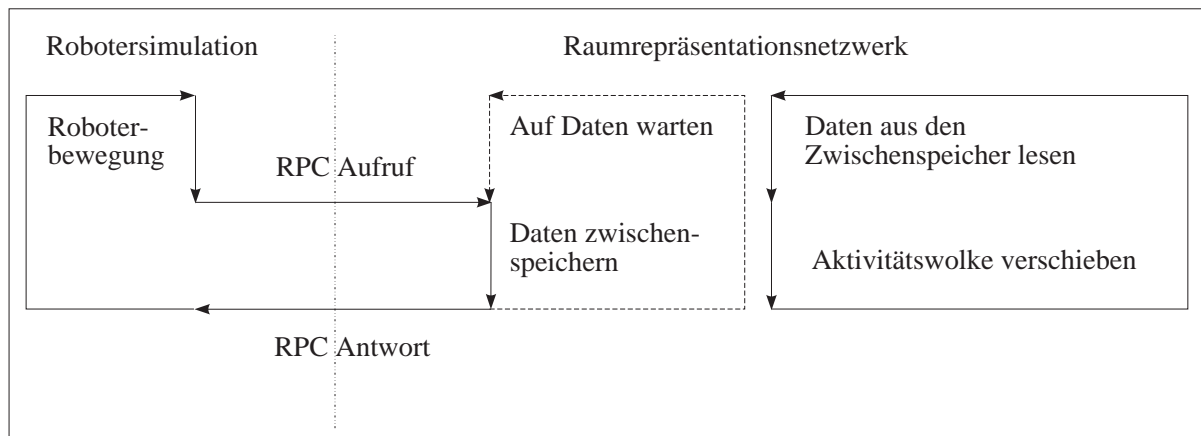 Robotersimulation
Raumrepräsentationsnetzwerk
Roboter-
bewegung
RPC Aufruf
Auf Daten warten
Daten zwischen-
speichern
Daten aus den
Zwischenspeicher lesen
Aktivitätswolke verschieben
RPC Antwort